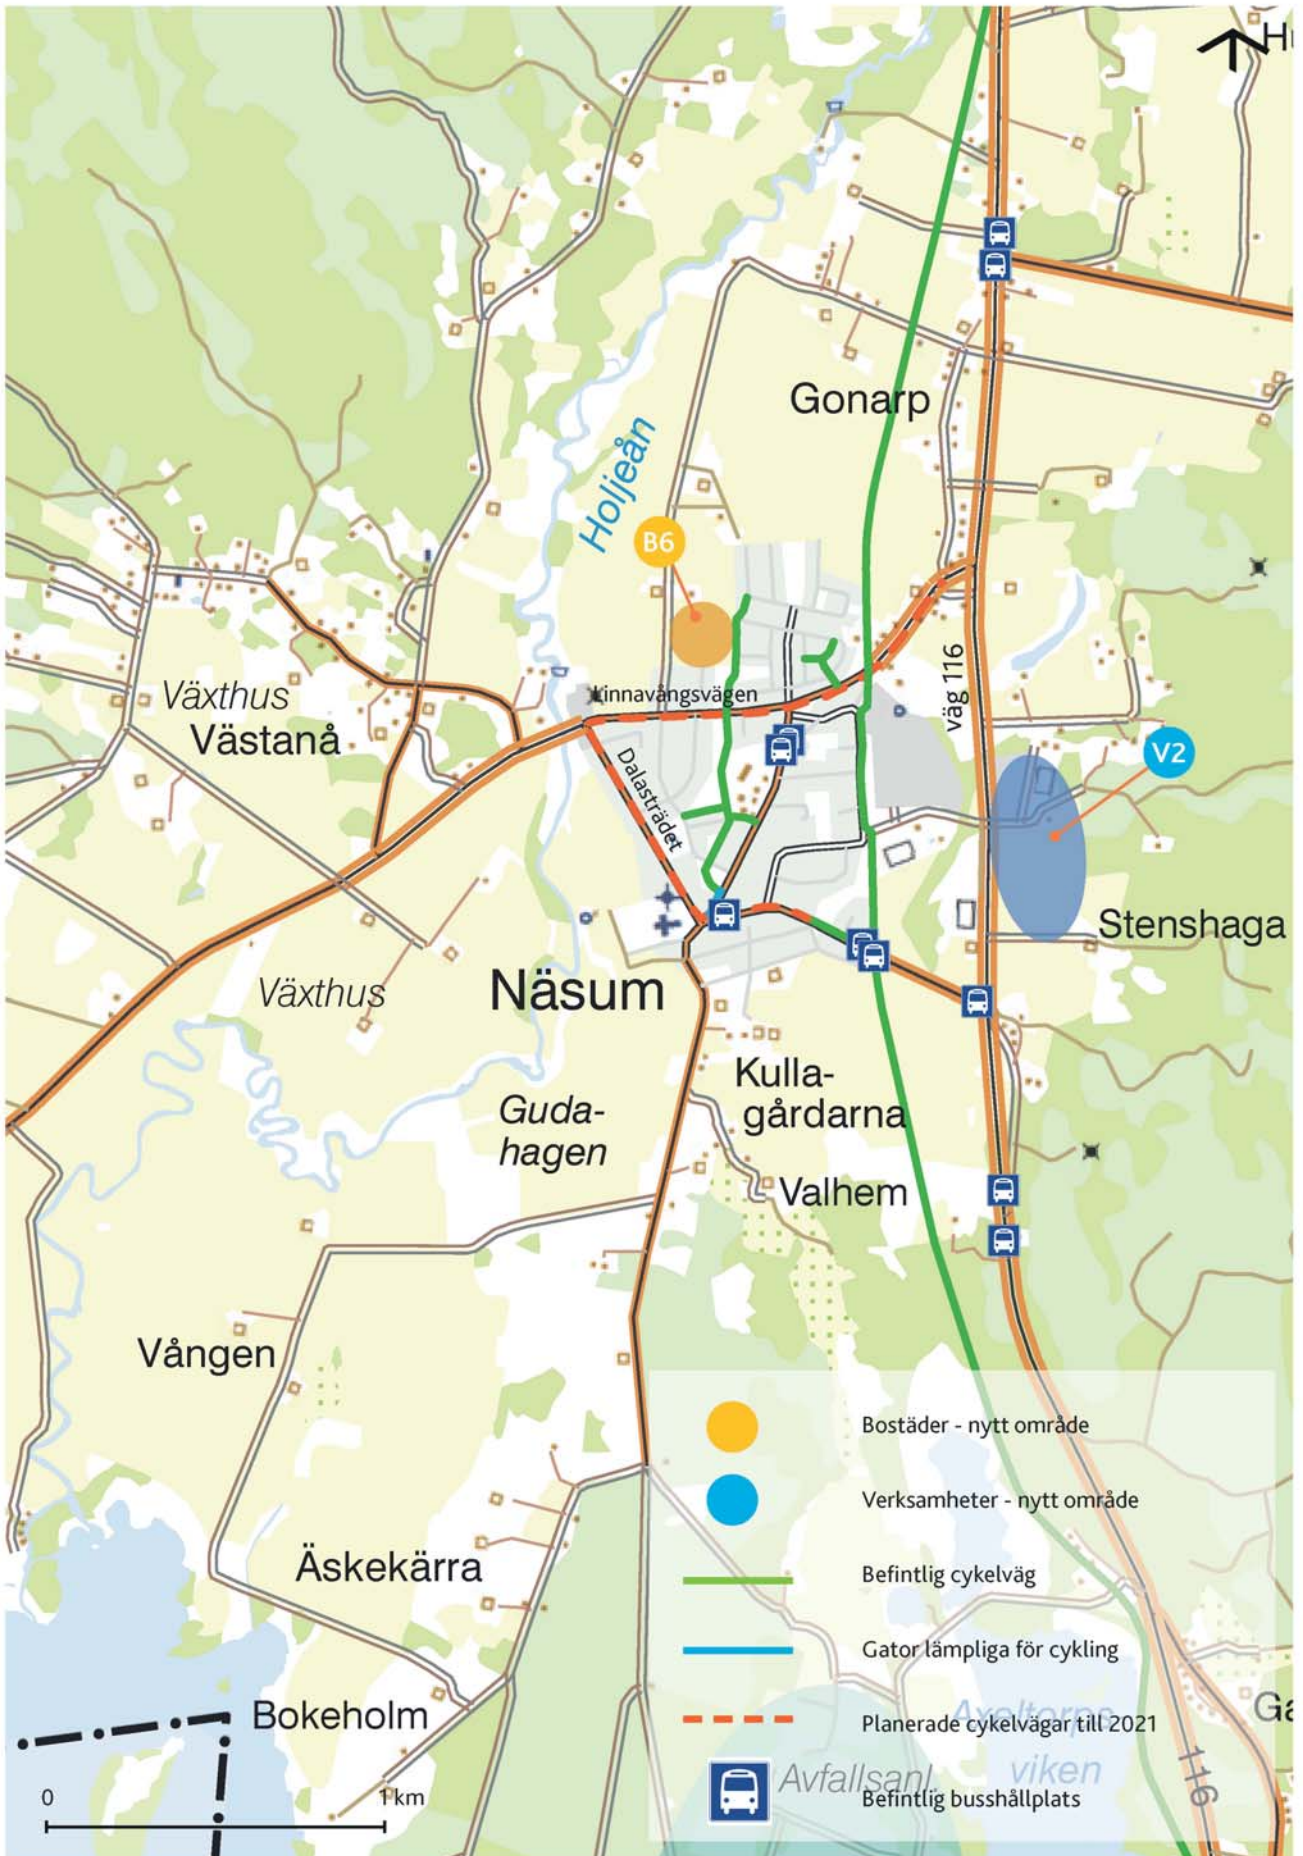 Gonarp
Holjeån
B6
Växthus
Västanå
Linnavångsvägen
väg 116
V2
Dalasträdet
Stenshaga
Växthus
Näsum
Kulla-
gårdarna
Guda-
hagen
Valhem
Vången
Bostäder - nytt område
Verksamheter - nytt område
Äskekärra
Befintlig cykelväg
Gator lämpliga för cykling
Bokeholm
Axeltorps
viken
Planerade cykelvägar till 2021
Avfallsanl.
Befintlig busshållplats
116
0
1 km